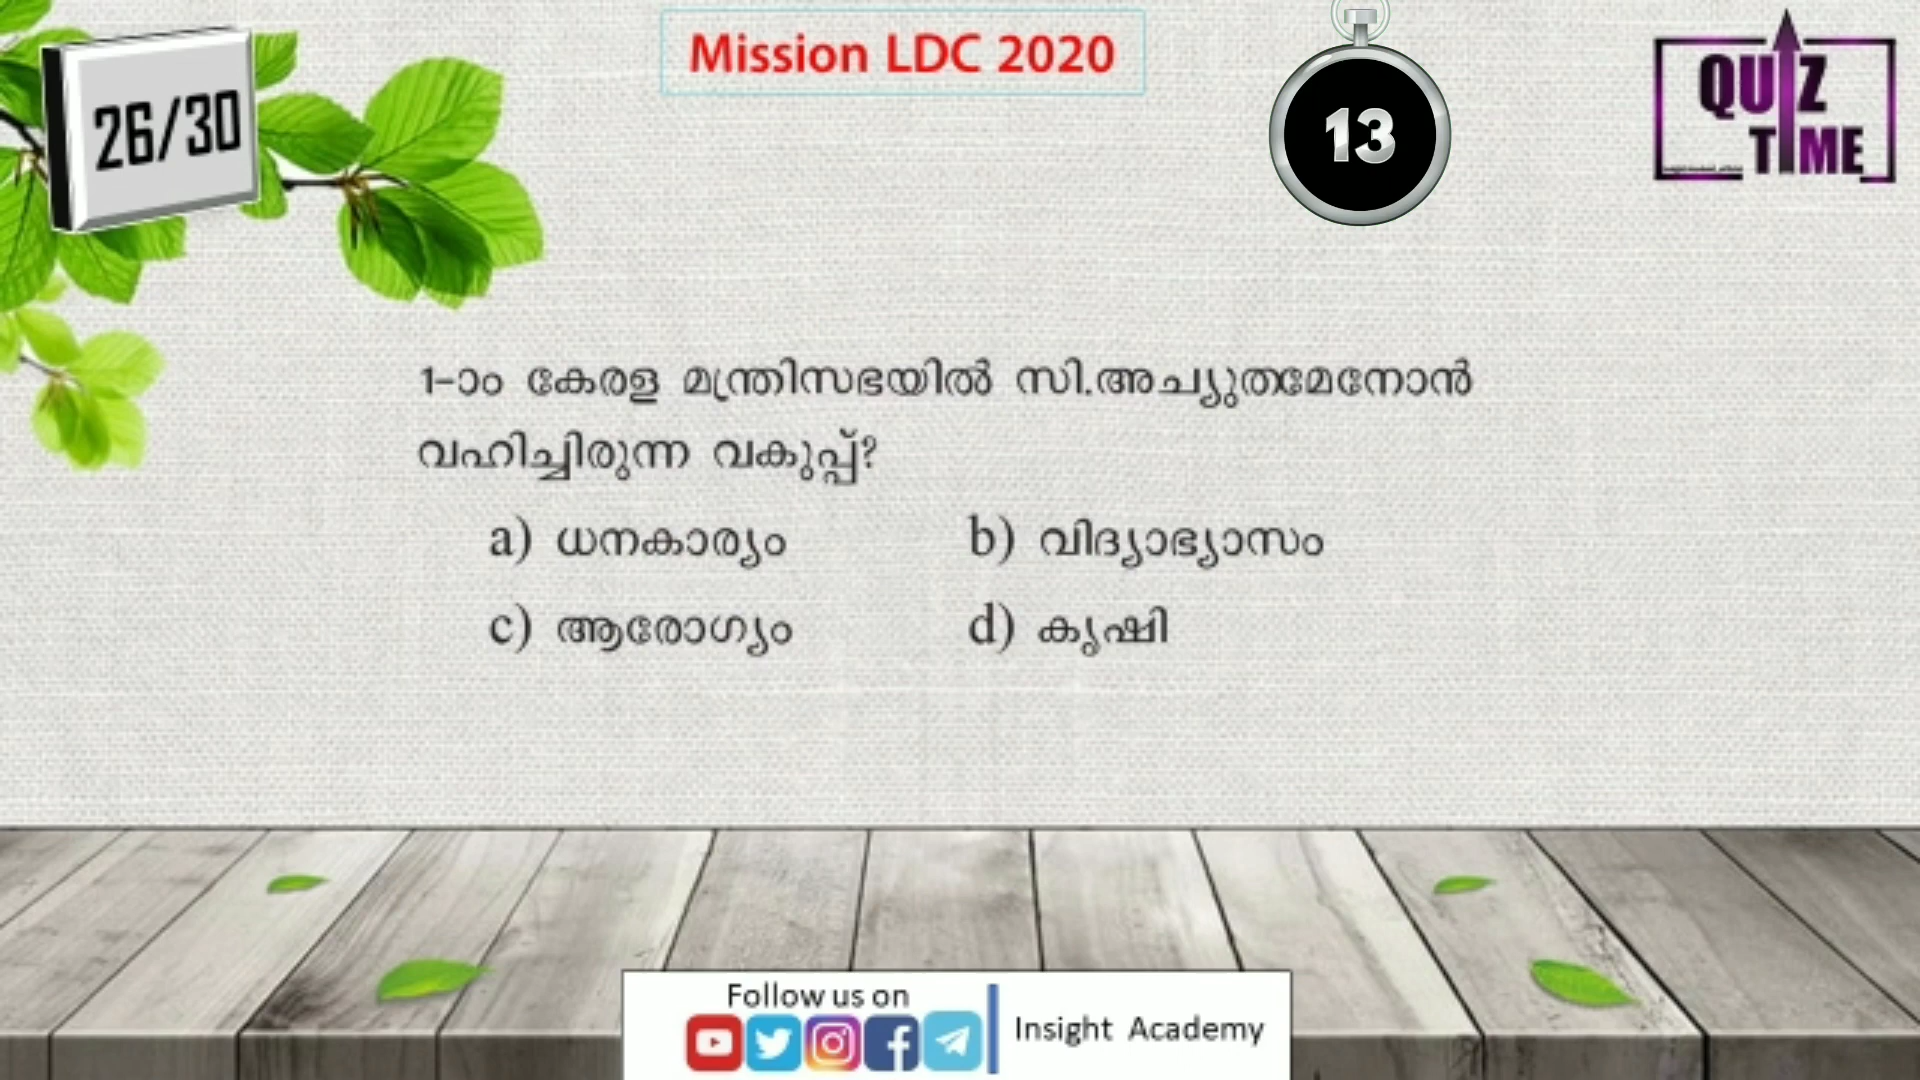 Mission LDC 2020
26/30
13
QUIZ
TIME
1-ാം കേരള മന്ത്രിസഭയിൽ സി.അച്യുതമേനോൻ
വഹിച്ചിരുന്ന വകുപ്പ്?
a) ധനകാര്യം b) വിദ്യാഭ്യാസം
c) ആരോഗ്യം d) കൃഷി
Follow us on
Insight Academy